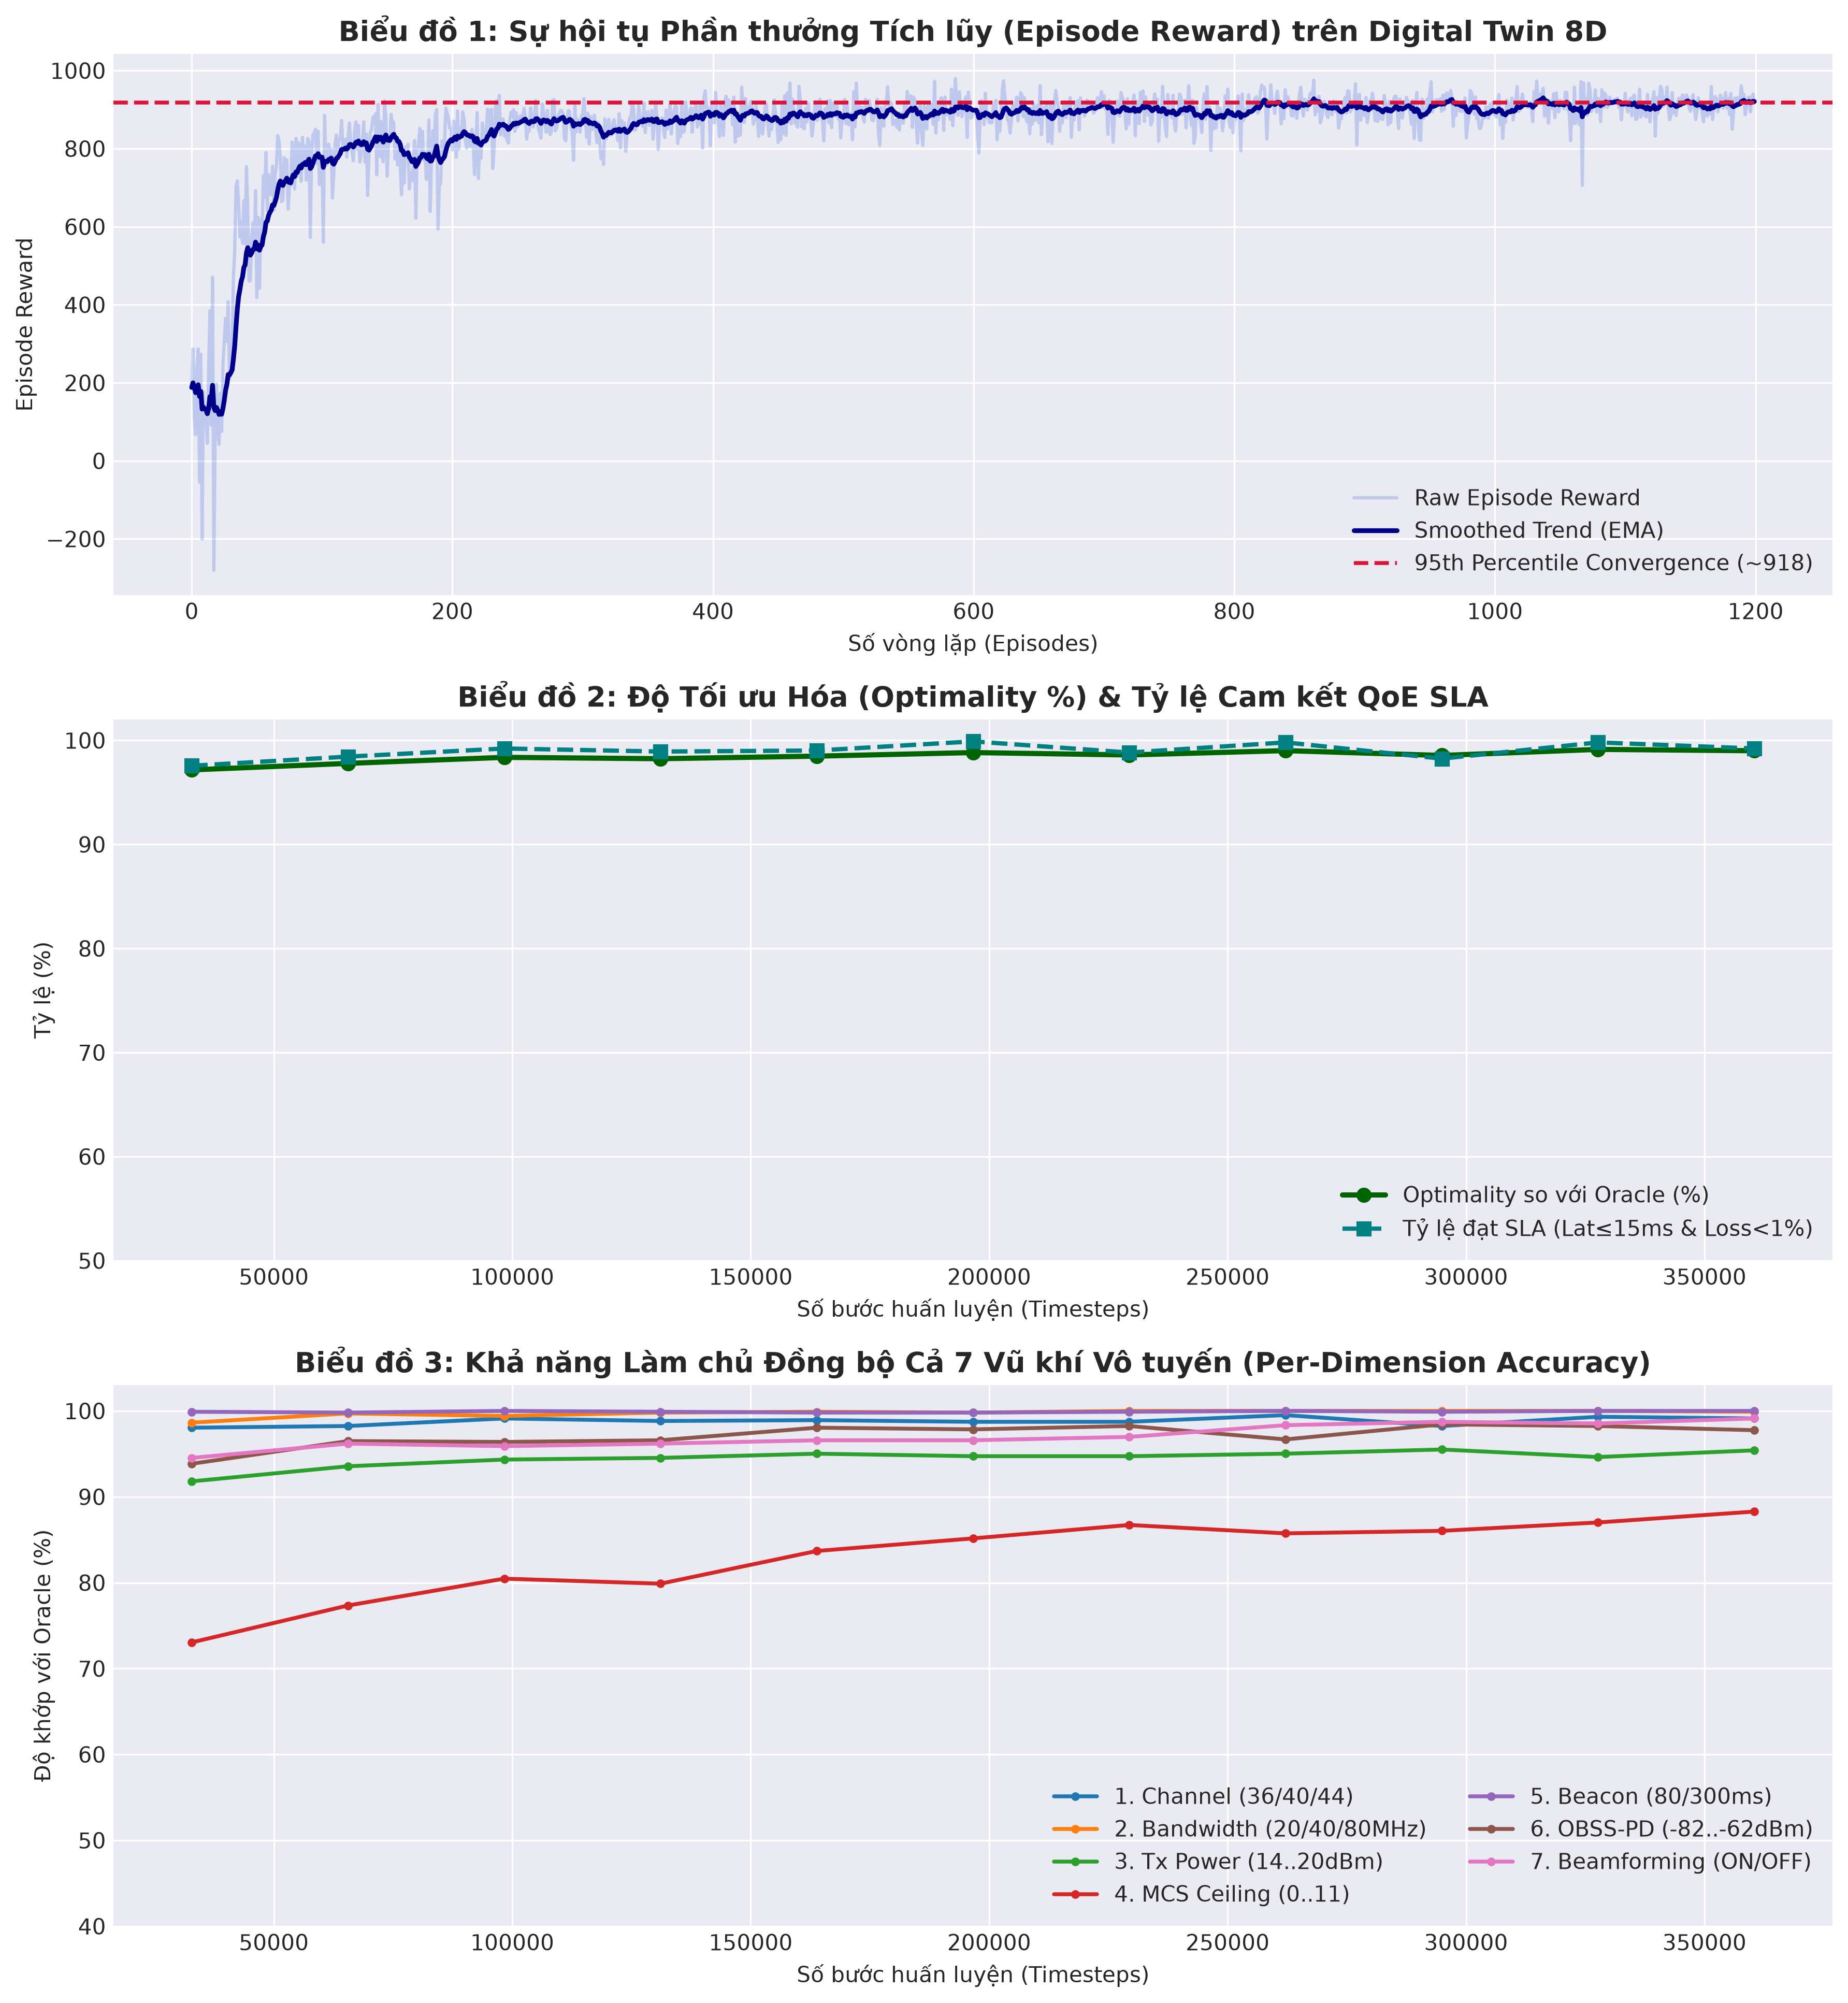 Biểu đồ 1: Sự hội tụ Phần thưởng Tích lũy (Episode Reward) trên Digital Twin 8D
1000
800
600
400
200
0
−200
Episode Reward
Raw Episode Reward
Smoothed Trend (EMA)
95th Percentile Convergence (~918)
0 200 400 600 800 1000 1200
Số vòng lặp (Episodes)
Biểu đồ 2: Độ Tối ưu Hóa (Optimality %) & Tỷ lệ Cam kết QoE SLA
100
90
80
70
60
50
Tỷ lệ (%)
Optimality so với Oracle (%)
Tỷ lệ đạt SLA (Lat≤15ms & Loss<1%)
50000 100000 150000 200000 250000 300000 350000
Số bước huấn luyện (Timesteps)
Biểu đồ 3: Khả năng Làm chủ Đồng bộ Cả 7 Vũ khí Vô tuyến (Per-Dimension Accuracy)
100
90
80
70
60
50
40
Độ khớp với Oracle (%)
1. Channel (36/40/44)
2. Bandwidth (20/40/80MHz)
3. Tx Power (14..20dBm)
4. MCS Ceiling (0..11)
5. Beacon (80/300ms)
6. OBSS-PD (-82..-62dBm)
7. Beamforming (ON/OFF)
50000 100000 150000 200000 250000 300000 350000
Số bước huấn luyện (Timesteps)